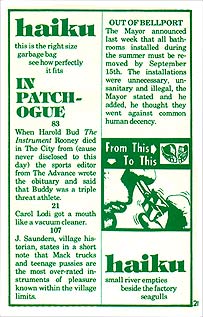 haiku
this is the right size
garbage bag
see how perfectly
it fits
IN
PATCH-
OGUE
83
When Harold Bud The
Instrument Rooney died
in The City from (cause
never disclosed to this
day) the sports editor
from The Advance wrote
the obituary and said
that Buddy was a triple
threat athlete.
21
Carol Lodi got a mouth
like a vacuum cleaner.
107
J. Saunders, village his-
torian, states in a short
note that Mack trucks
and teenage pussies are
the most over-rated in-
struments of pleasure
known within the village
limits.
OUT OF BELLPORT
The Mayor announced
last week that all bath-
rooms installed during
the summer must be re-
moved by September
15th. The installations
were unnecessary, un-
sanitary and illegal, the
Mayor stated and he
added, he thought they
went against common
human decency.
From This
To This
haiku
small river empties
beside the factory
seagulls
21